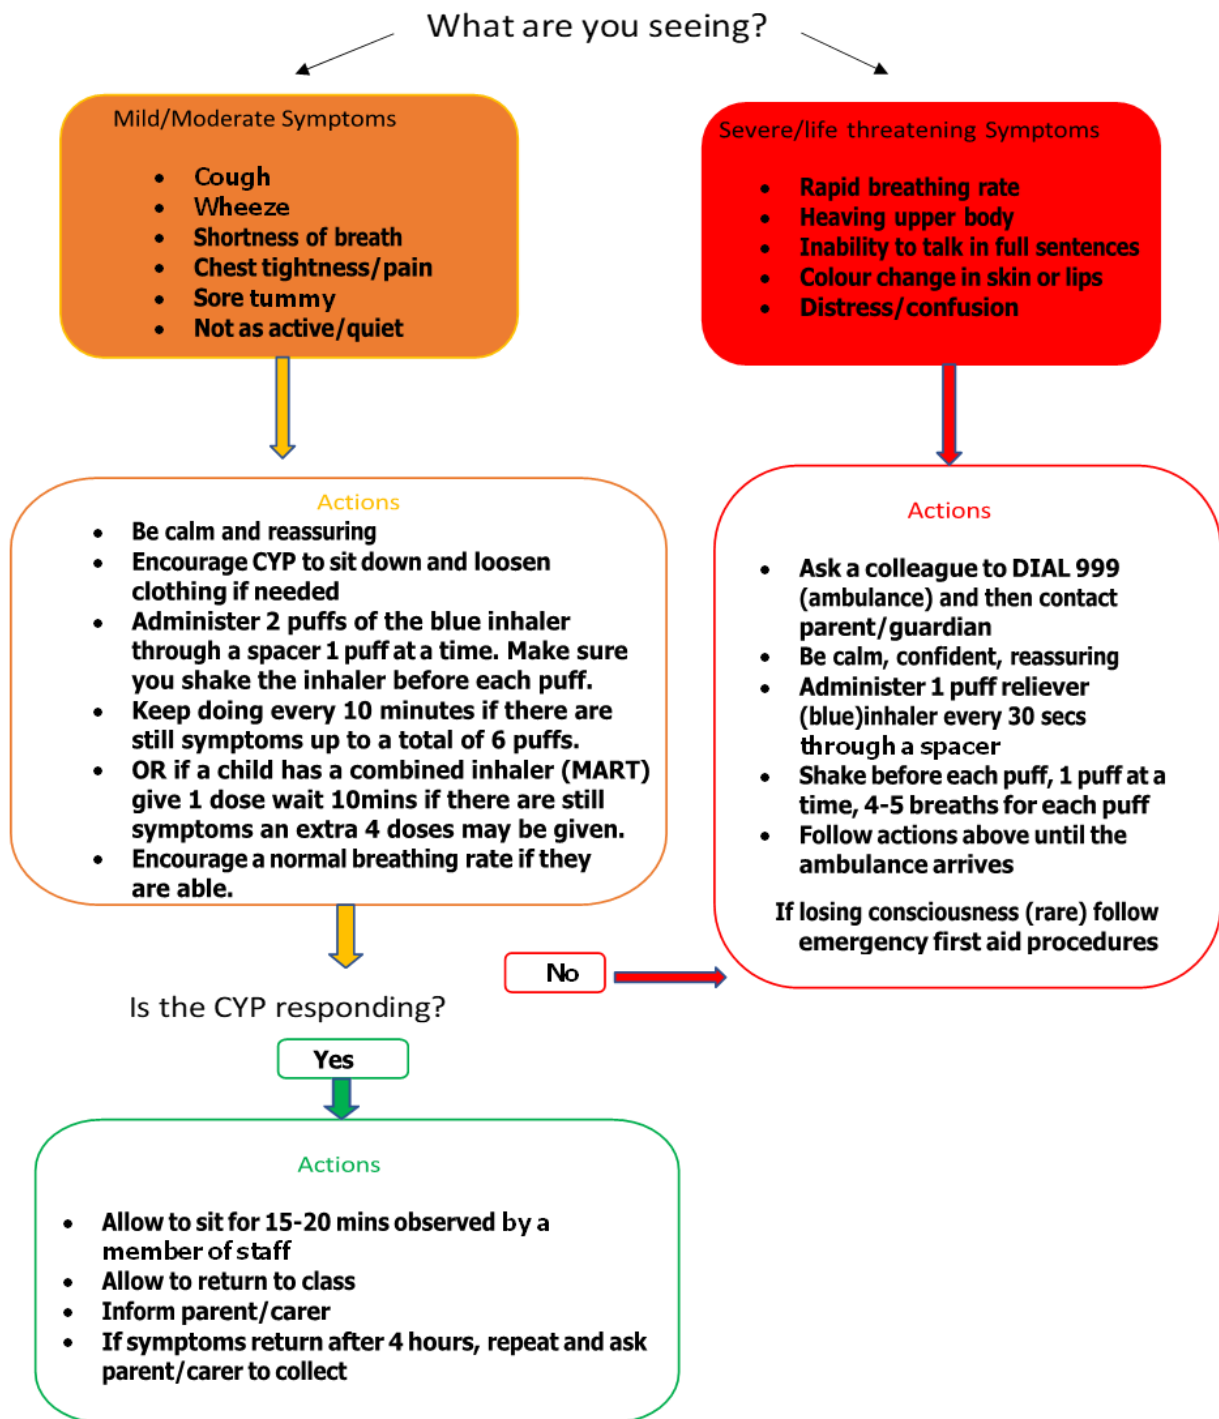 What are you seeing?
Mild/Moderate Symptoms
• Cough
• Wheeze
• Shortness of breath
• Chest tightness/pain
• Sore tummy
• Not as active/quiet
Severe/life threatening Symptoms
• Rapid breathing rate
• Heaving upper body
• Inability to talk in full sentences
• Colour change in skin or lips
• Distress/confusion
Actions
• Be calm and reassuring
• Encourage CYP to sit down and loosen
clothing if needed
• Administer 2 puffs of the blue inhaler
through a spacer 1 puff at a time. Make sure
you shake the inhaler before each puff.
• Keep doing every 10 minutes if there are
still symptoms up to a total of 6 puffs.
• OR if a child has a combined inhaler (MART)
give 1 dose wait 10mins if there are still
symptoms an extra 4 doses may be given.
• Encourage a normal breathing rate if they
are able.
Actions
• Ask a colleague to DIAL 999
(ambulance) and then contact
parent/guardian
• Be calm, confident, reassuring
• Administer 1 puff reliever
(blue)inhaler every 30 secs
through a spacer
• Shake before each puff, 1 puff at a
time, 4-5 breaths for each puff
• Follow actions above until the
ambulance arrives
If losing consciousness (rare) follow
emergency first aid procedures
No
Is the CYP responding?
Yes
Actions
• Allow to sit for 15-20 mins observed by a
member of staff
• Allow to return to class
• Inform parent/carer
• If symptoms return after 4 hours, repeat and ask
parent/carer to collect